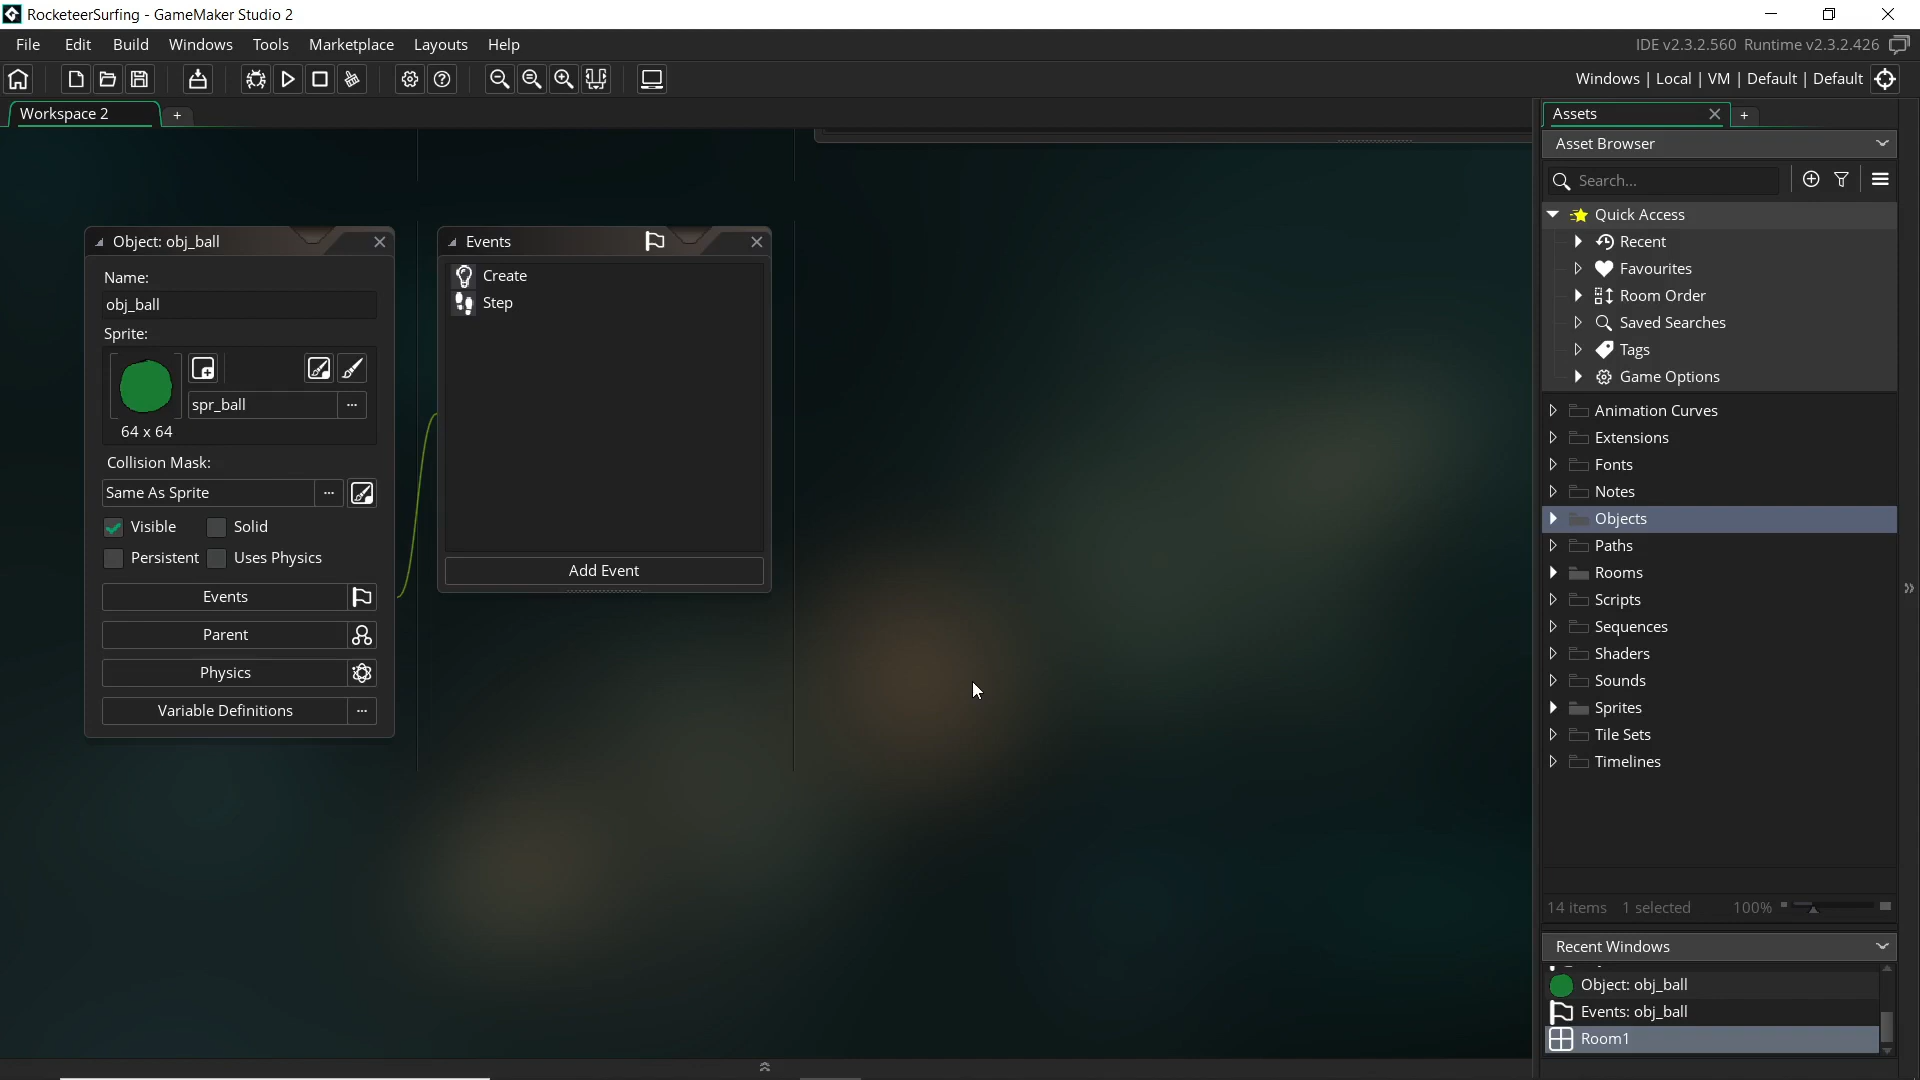 RocketeerSurfing - GameMaker Studio 2
File Edit Build Windows Tools Marketplace Layouts Help
IDE v2.3.2.560 Runtime v2.3.2.426
Windows | Local | VM | Default | Default
Workspace 2
+
Object: obj_ball
Name:
obj_ball
Sprite:
spr_ball
...
64 x 64
Collision Mask:
Same As Sprite
...
Visible
Solid
Persistent
Uses Physics
Events
Parent
Physics
Variable Definitions
...
Events
Create
Step
Add Event
Assets
+
Asset Browser
Search...
Quick Access
Recent
Favourites
Room Order
Saved Searches
Tags
Game Options
Animation Curves
Extensions
Fonts
Notes
Objects
Paths
Rooms
Scripts
Sequences
Shaders
Sounds
Sprites
Tile Sets
Timelines
14 items 1 selected 100%
Recent Windows
Object: obj_ball
Events: obj_ball
Room1